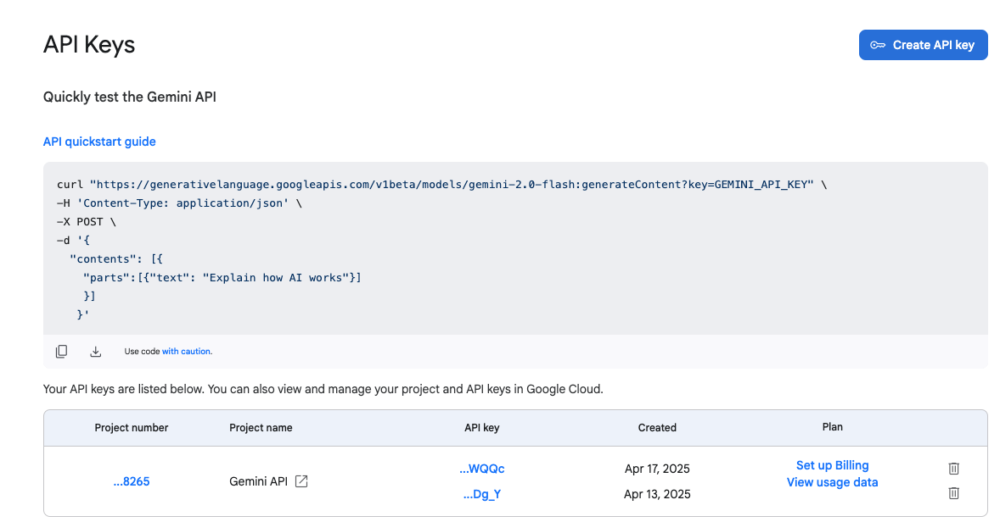 API Keys
Create API key
Quickly test the Gemini API
API quickstart guide
curl "https://generativelanguage.googleapis.com/v1beta/models/gemini-2.0-flash:generateContent?key=GEMINI_API_KEY" \
-H 'Content-Type: application/json' \
-X POST \
-d '{
  "contents": [{
    "parts":[{"text": "Explain how AI works"}]
    }]
   }'
Use code with caution.
Your API keys are listed below. You can also view and manage your project and API keys in Google Cloud.
Project number Project name API key Created Plan
...8265 Gemini API ...WQQc Apr 17, 2025 Set up Billing
View usage data
...Dg_Y Apr 13, 2025